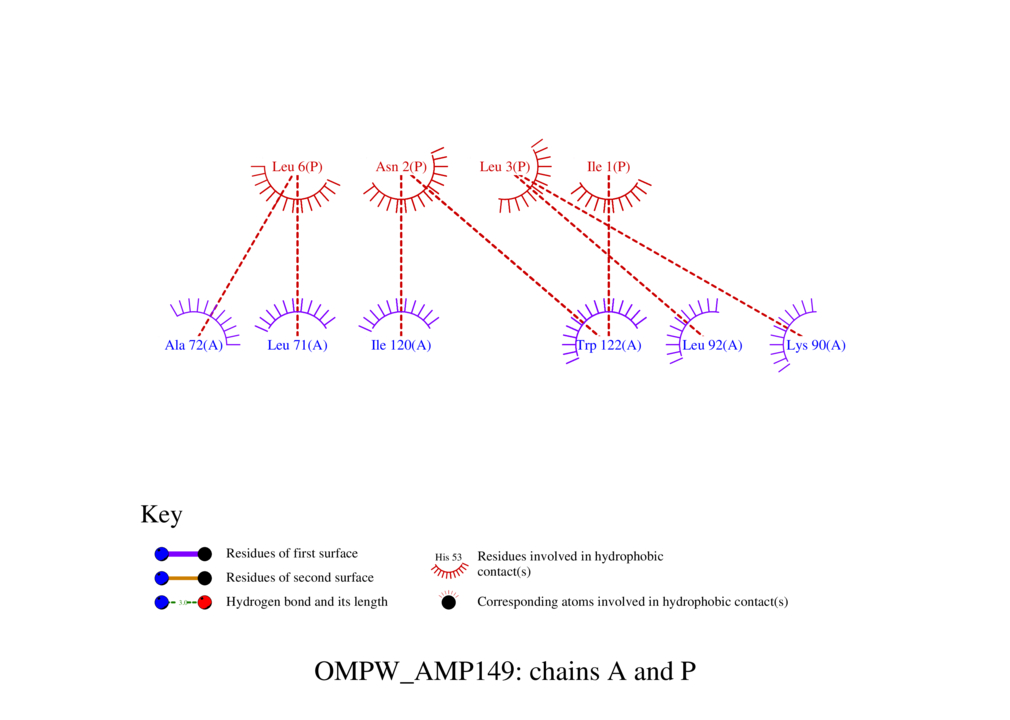 Leu 6(P) Asn 2(P) Leu 3(P) Ile 1(P)
Ala 72(A) Leu 71(A) Ile 120(A) Trp 122(A) Leu 92(A) Lys 90(A)
Key
Residues of first surface
Residues of second surface
3.0 Hydrogen bond and its length
His 53 Residues involved in hydrophobic
contact(s)
Corresponding atoms involved in hydrophobic contact(s)
OMPW_AMP149: chains A and P